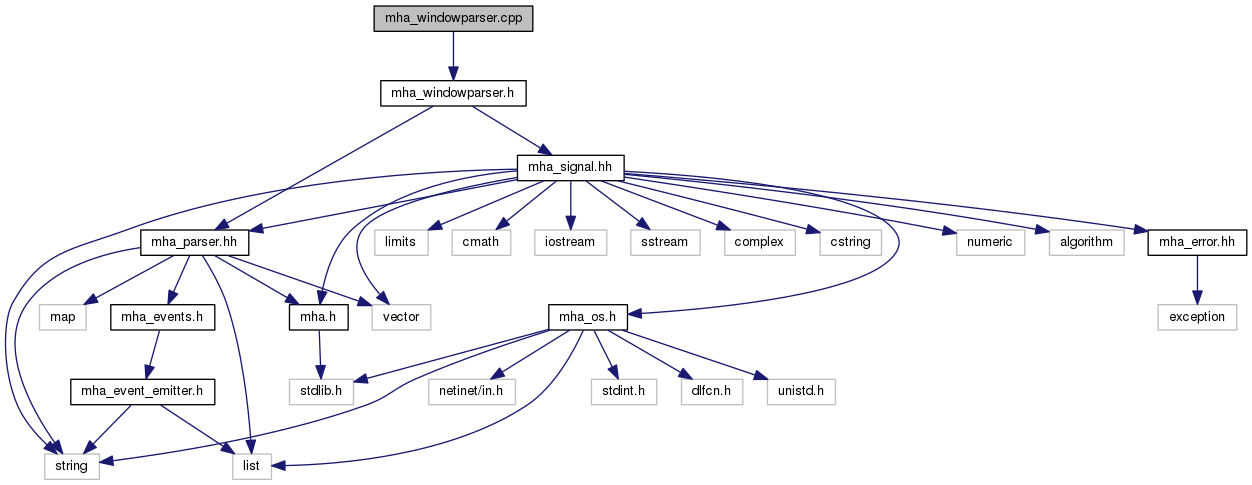 mha_windowparser.cpp
mha_windowparser.h
mha_signal.hh
mha_parser.hh
limits
cmath
iostream
sstream
complex
cstring
numeric
algorithm
mha_error.hh
map
mha_events.h
mha.h
vector
mha_os.h
exception
mha_event_emitter.h
stdlib.h
netinet/in.h
stdint.h
dlfcn.h
unistd.h
string
list